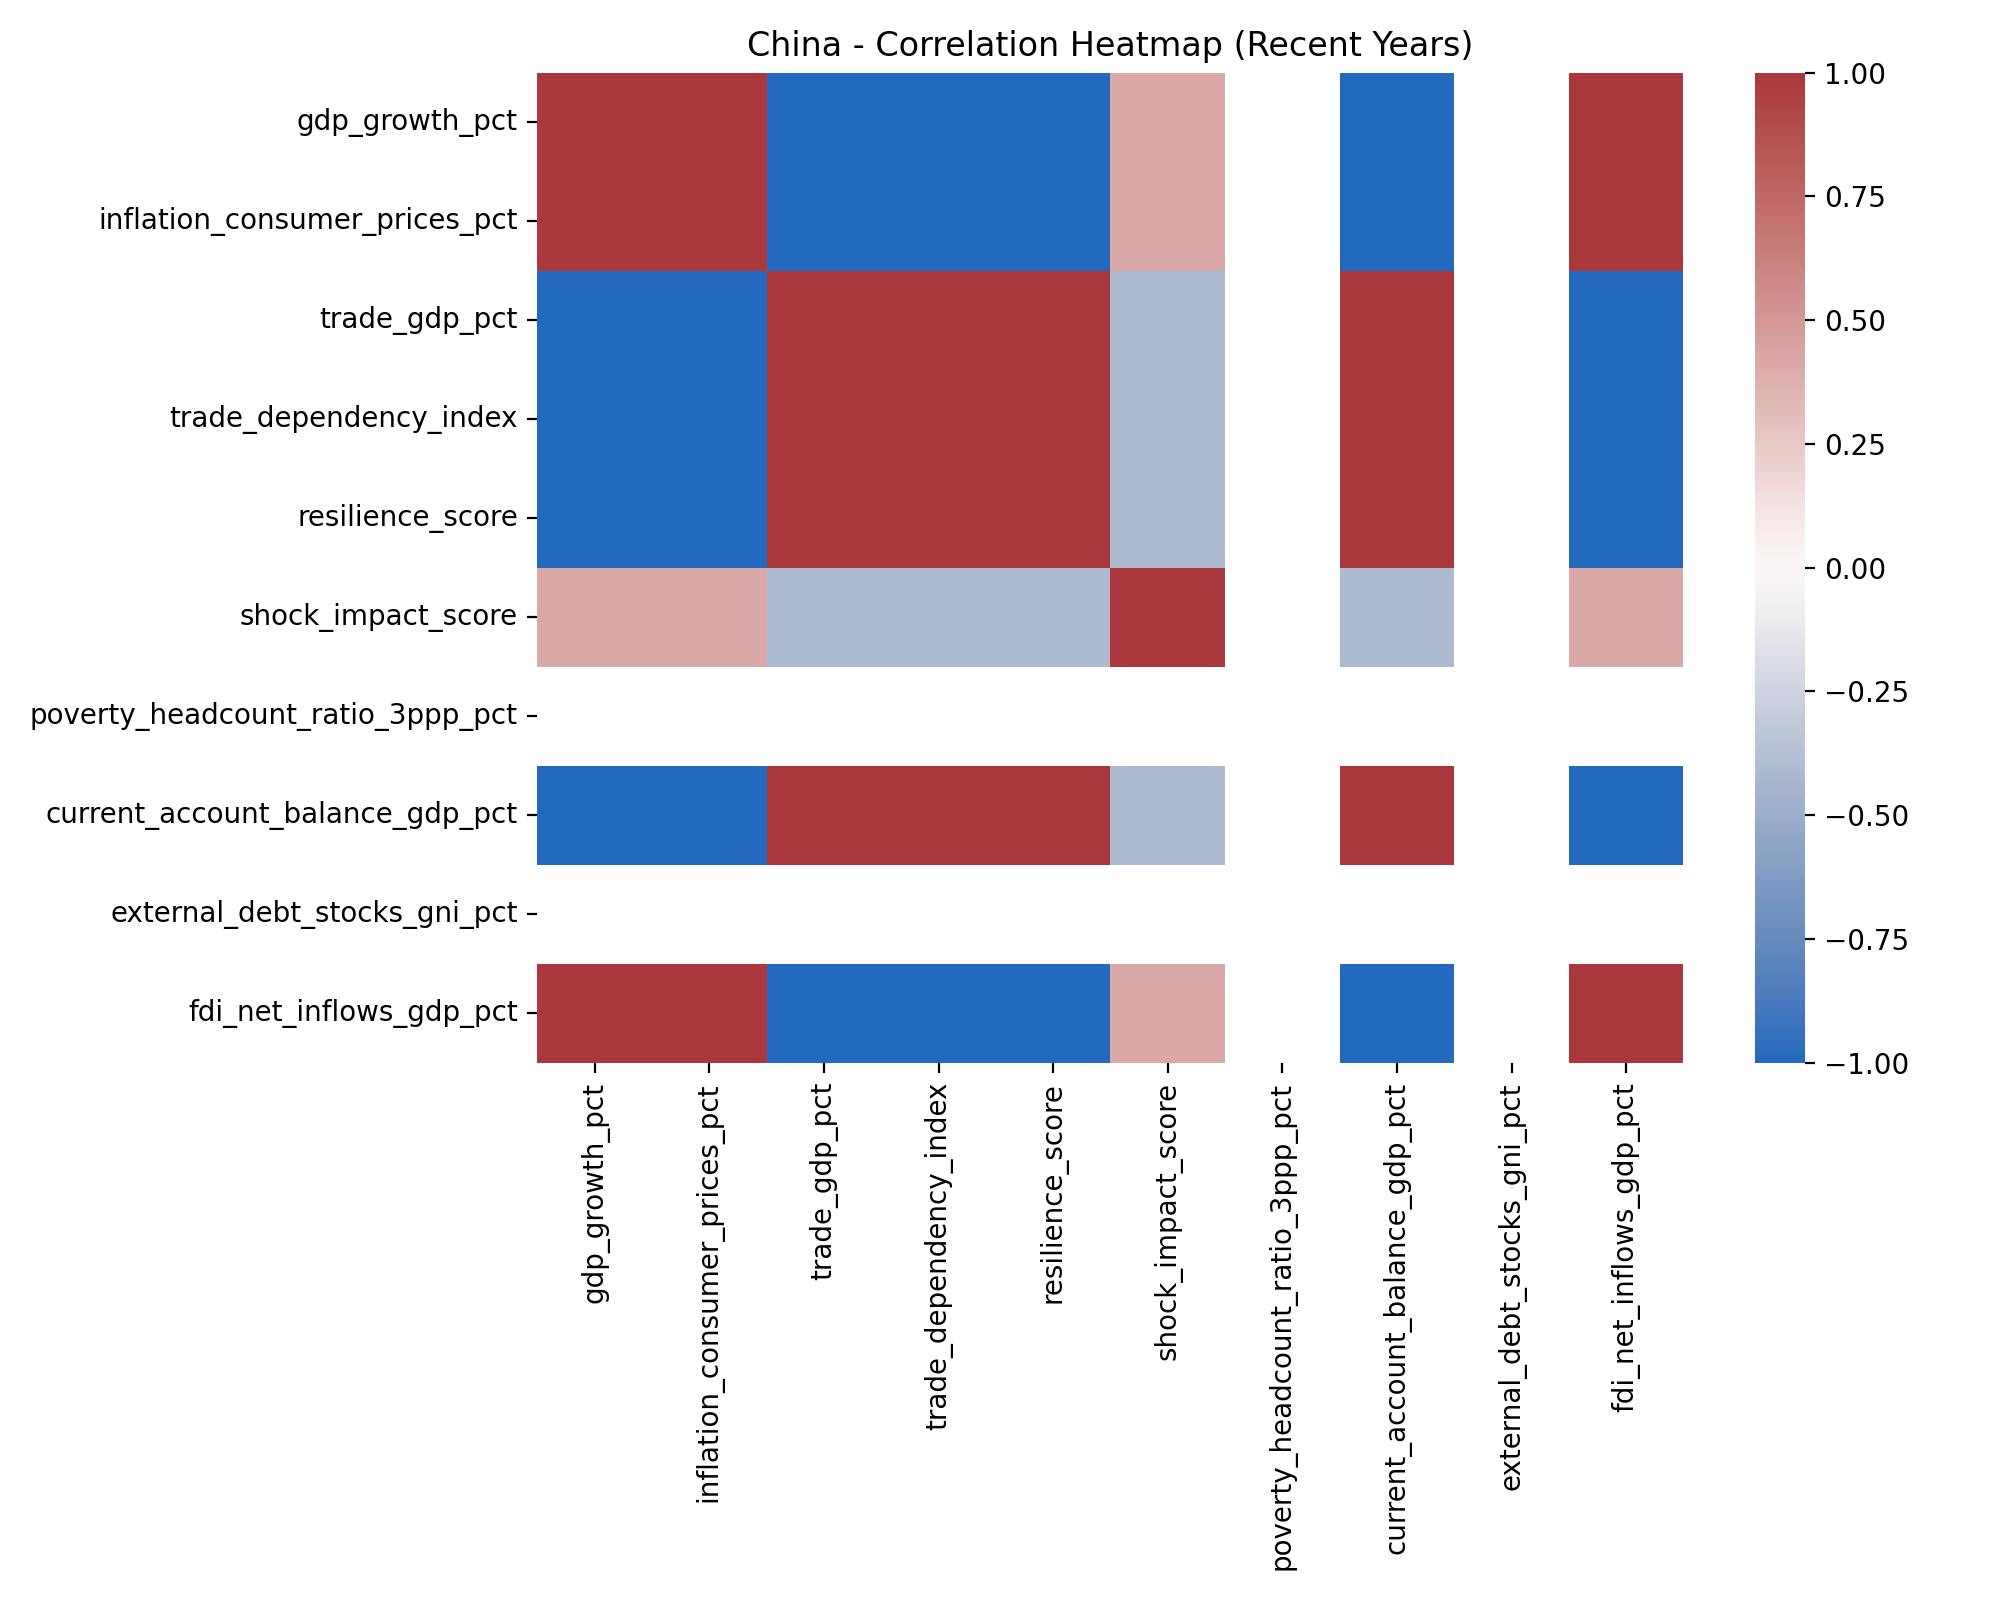 China - Correlation Heatmap (Recent Years)
gdp_growth_pct
inflation_consumer_prices_pct
trade_gdp_pct
trade_dependency_index
resilience_score
shock_impact_score
poverty_headcount_ratio_3ppp_pct
current_account_balance_gdp_pct
external_debt_stocks_gni_pct
fdi_net_inflows_gdp_pct
gdp_growth_pct
inflation_consumer_prices_pct
trade_gdp_pct
trade_dependency_index
resilience_score
shock_impact_score
poverty_headcount_ratio_3ppp_pct
current_account_balance_gdp_pct
external_debt_stocks_gni_pct
fdi_net_inflows_gdp_pct
1.00
0.75
0.50
0.25
0.00
−0.25
−0.50
−0.75
−1.00